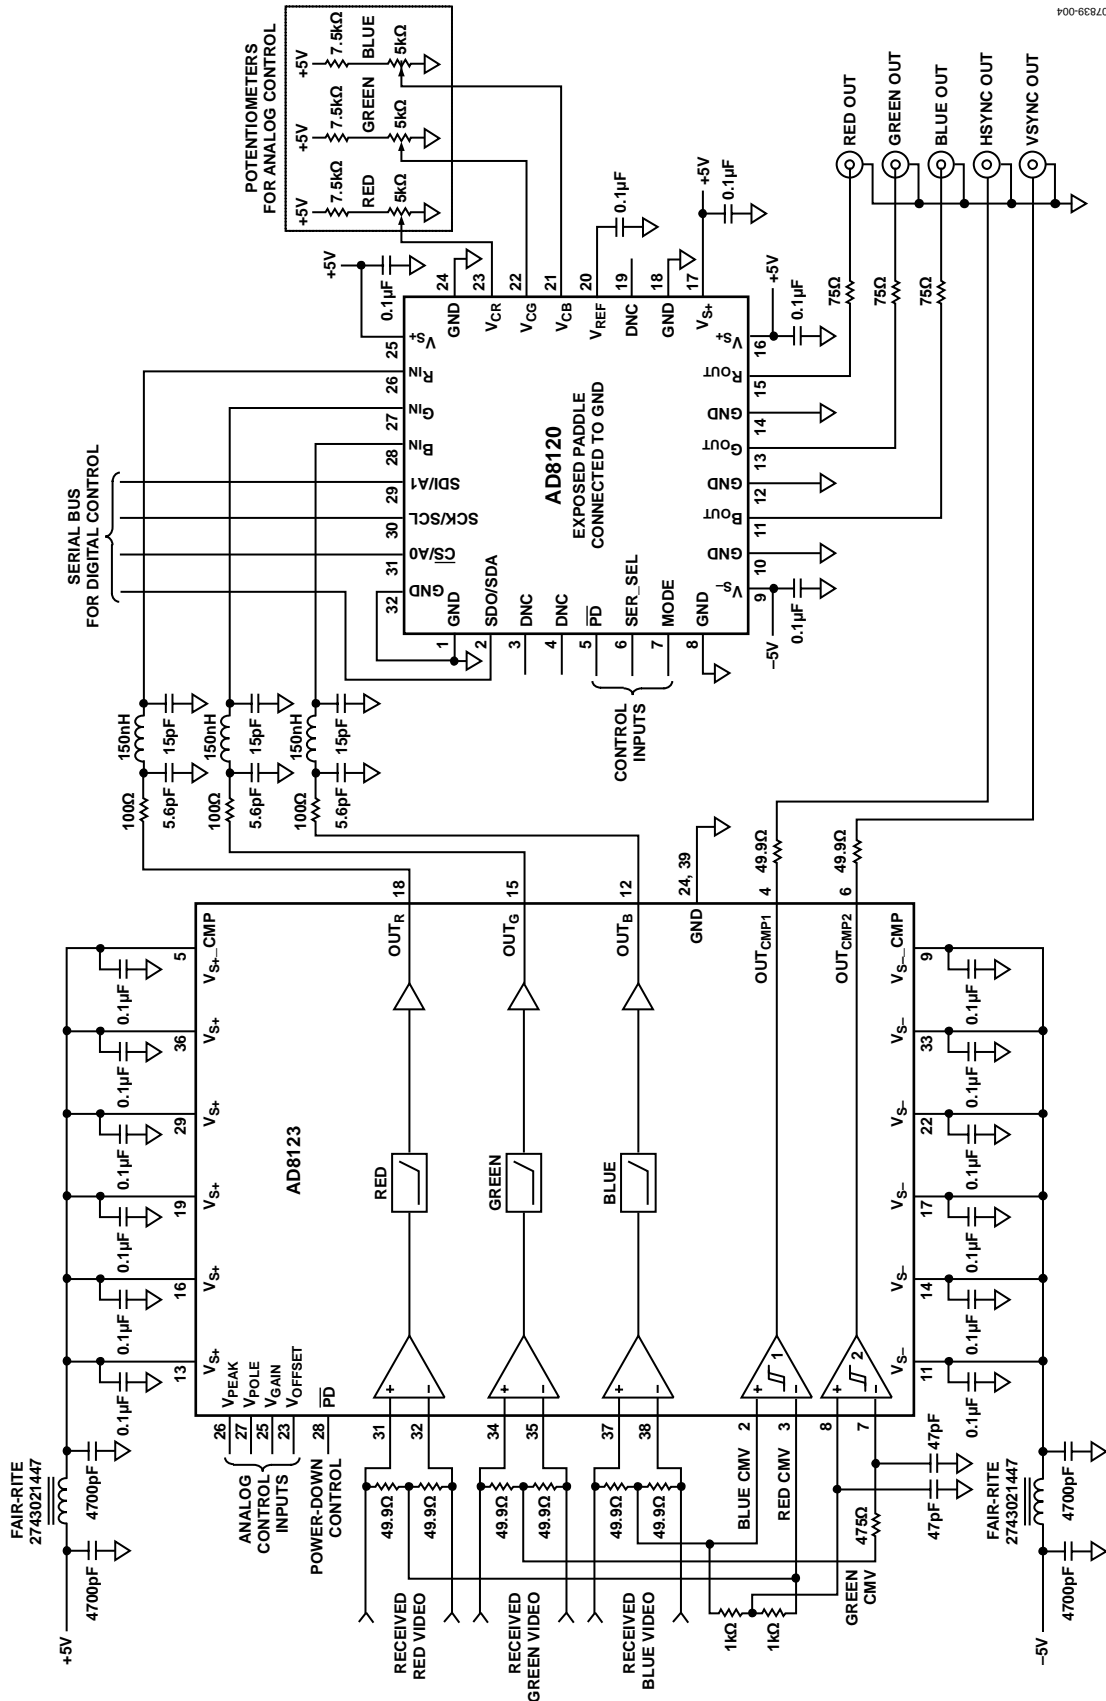 07839-004
+5V
FAIR-RITE
2743021447
4700pF
4700pF
0.1µF
0.1µF
0.1µF
0.1µF
0.1µF
0.1µF
13
16
19
29
36
5
VS+
VS+
VS+
VS+
VS+
VS+_CMP
26
27
25
23
28
VPEAK
VPOLE
VGAIN
VOFFSET
PD
ANALOG
CONTROL
INPUTS
POWER-DOWN
CONTROL
AD8123
RECEIVED
RED VIDEO
49.9Ω
49.9Ω
31
32
+
−
RED
OUTR
18
RECEIVED
GREEN VIDEO
49.9Ω
49.9Ω
34
35
+
−
GREEN
OUTG
15
RECEIVED
BLUE VIDEO
49.9Ω
49.9Ω
37
38
+
−
BLUE
OUTB
12
GND
24, 39
1kΩ
1kΩ
BLUE CMV
RED CMV
GREEN
CMV
475Ω
47pF
47pF
2
3
8
7
+
−
1
+
−
2
OUTCMP1
4
49.9Ω
OUTCMP2
6
49.9Ω
VS−
VS−
VS−
VS−
VS−
VS−_CMP
11
14
17
22
33
9
0.1µF
0.1µF
0.1µF
0.1µF
0.1µF
0.1µF
−5V
FAIR-RITE
2743021447
4700pF
4700pF
100Ω
150nH
5.6pF
15pF
100Ω
150nH
5.6pF
15pF
100Ω
150nH
5.6pF
15pF
SERIAL BUS
FOR DIGITAL CONTROL
CONTROL
INPUTS
AD8120
EXPOSED PADDLE
CONNECTED TO GND
1
GND
2
SDO/SDA
3
DNC
4
DNC
5
PD
6
SER_SEL
7
MODE
8
GND
9
VS−
10
GND
11
BOUT
12
GND
13
GOUT
14
GND
15
ROUT
16
VS+
17
VS+
18
GND
19
DNC
20
VREF
21
VCB
22
VCG
23
VCR
24
GND
25
VS+
26
RIN
27
GIN
28
BIN
29
SDI/A1
30
SCK/SCL
31
CS/A0
32
GND
−5V
0.1µF
+5V
0.1µF
+5V
0.1µF
0.1µF
+5V
0.1µF
POTENTIOMETERS
FOR ANALOG CONTROL
+5V
7.5kΩ
RED
5kΩ
+5V
7.5kΩ
GREEN
5kΩ
+5V
7.5kΩ
BLUE
5kΩ
75Ω
75Ω
75Ω
RED OUT
GREEN OUT
BLUE OUT
HSYNC OUT
VSYNC OUT